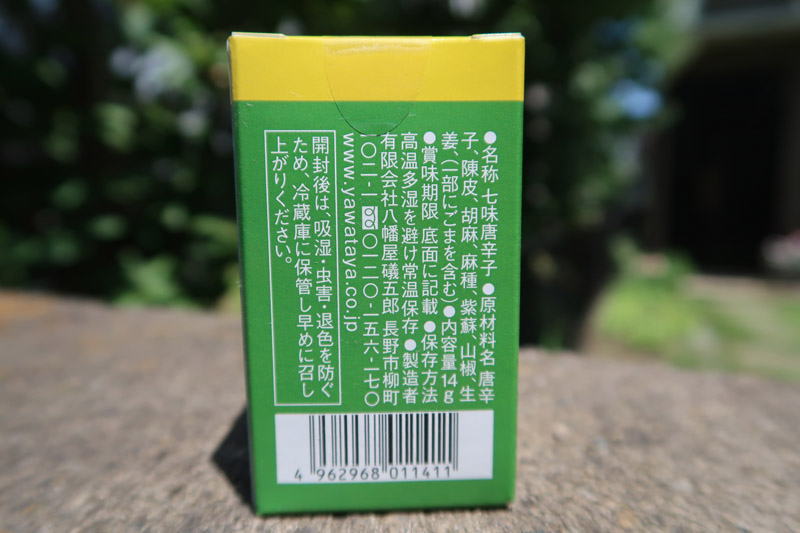 ●名称 七味唐辛子 ●原材料名 唐辛
子、陳皮、胡麻、麻種、紫蘇、山椒、生
姜、(一部にごまを含む) ●内容量14g
●賞味期限 底面に記載 ●保存方法
高温多湿を避け常温保存 ●製造者
有限会社八幡屋礒五郎 長野市柳町
一〇二-一 〇一二〇-一五六-一七〇
www.yawataya.co.jp
開封後は、吸湿・虫害・退色を防ぐ
ため、冷蔵庫に保管し早めに召し
上がりください。
4 962968 011411